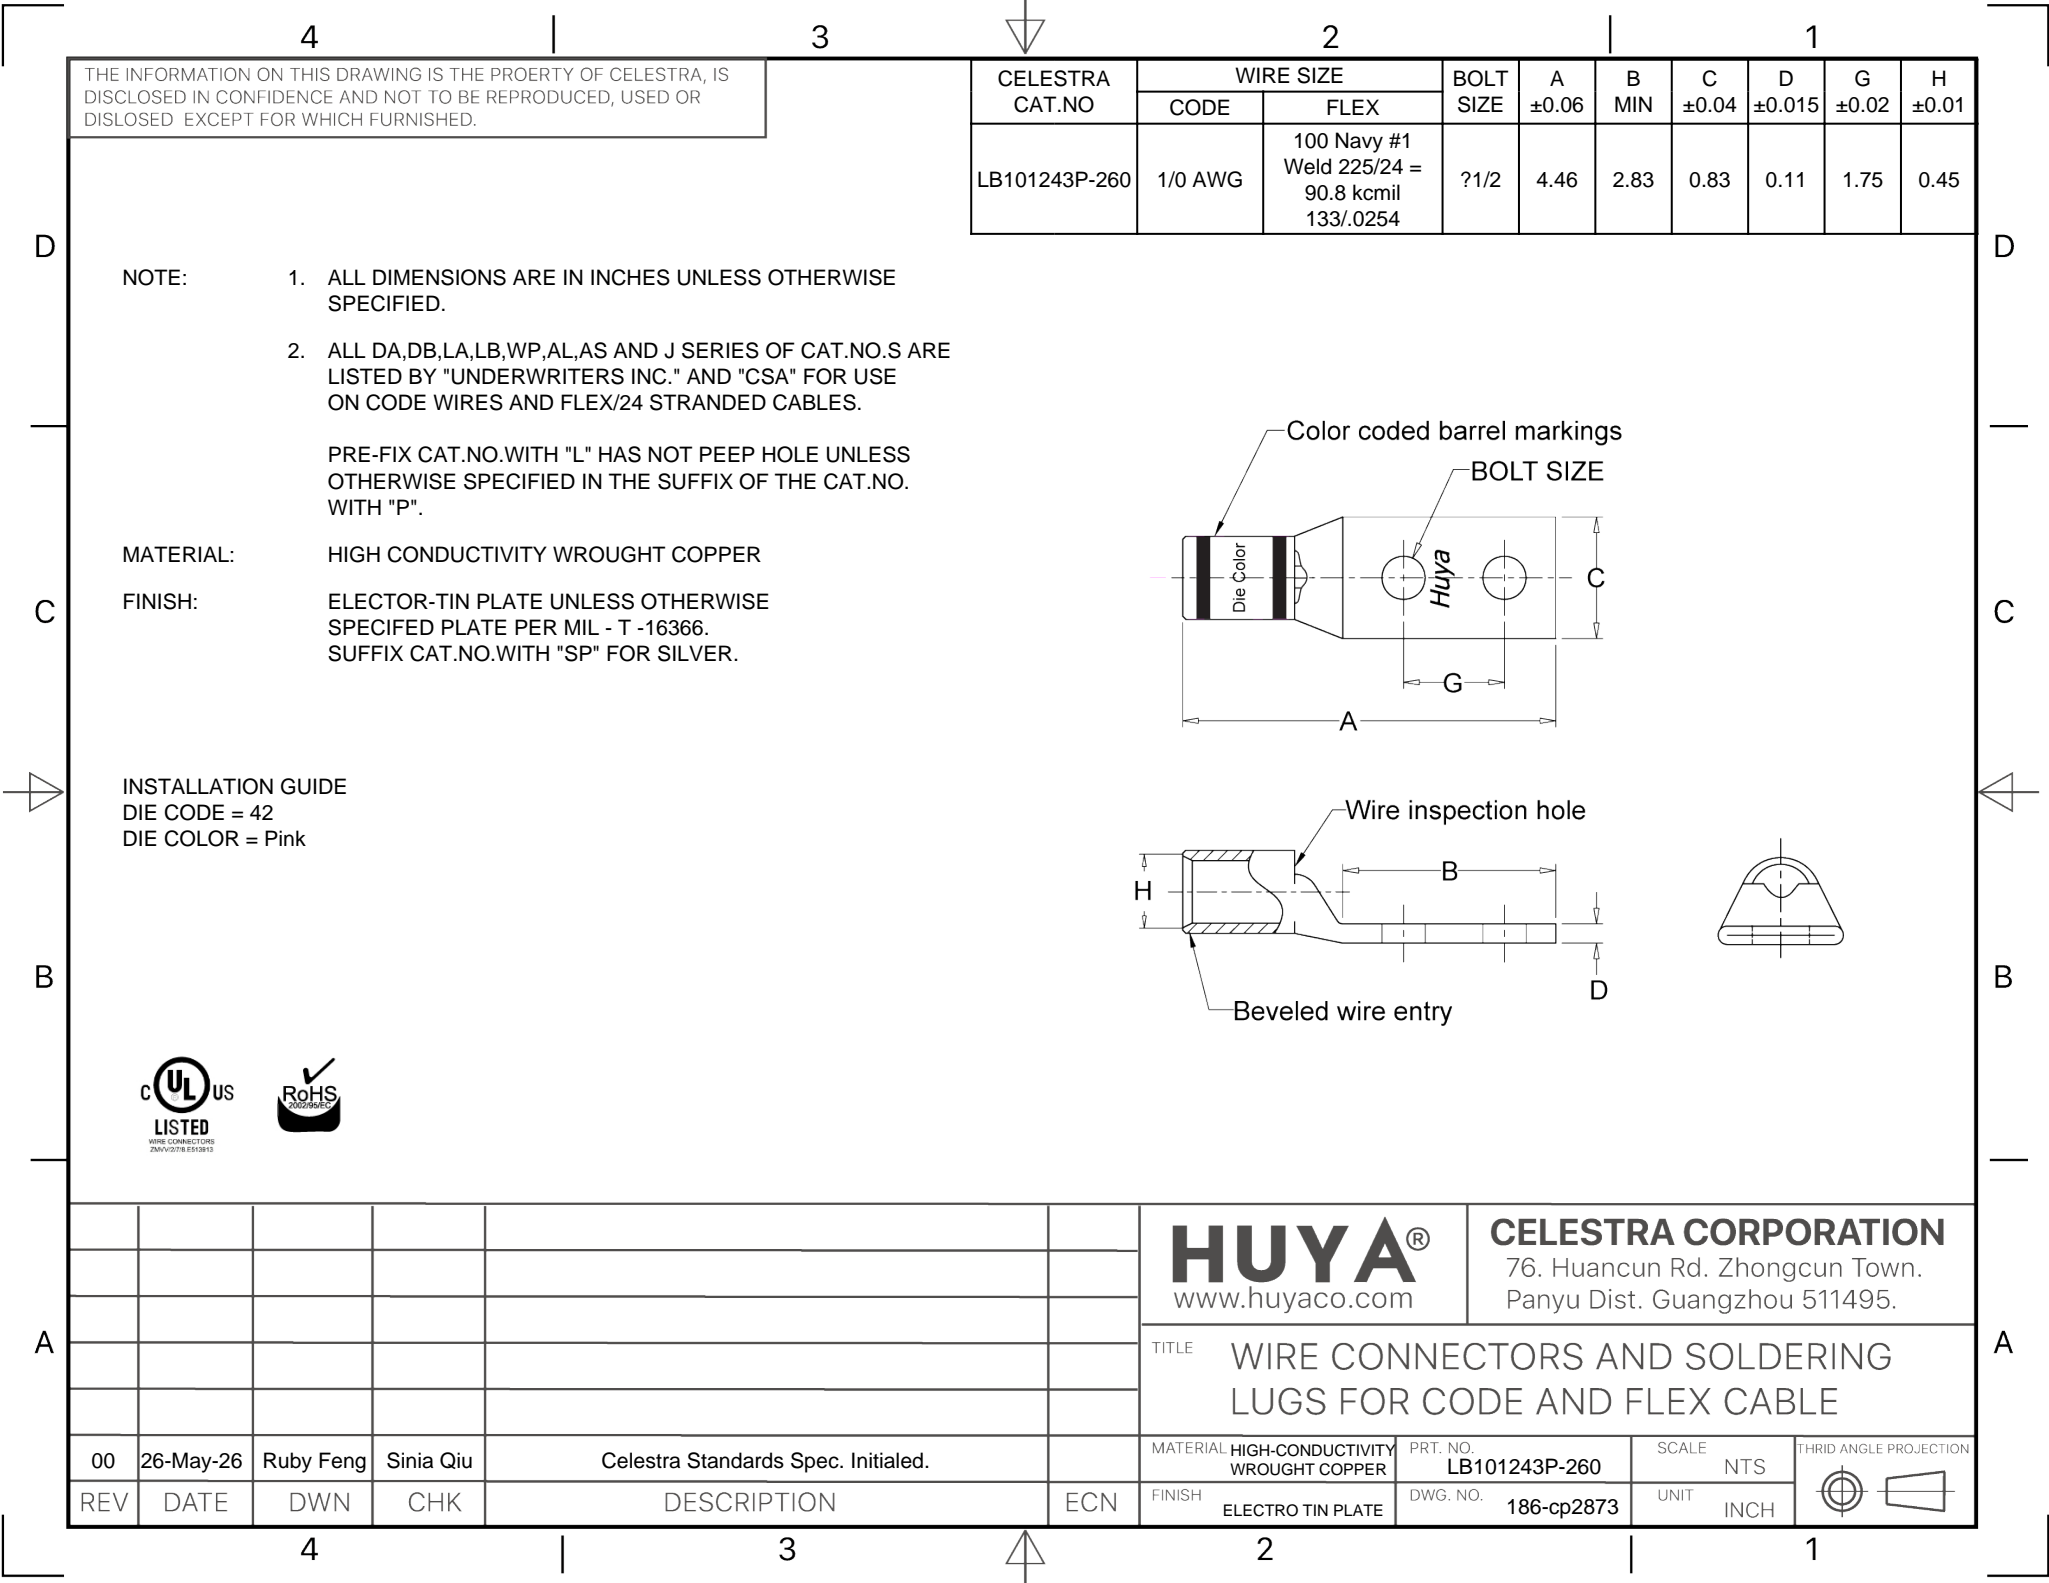 4
3
2
1
THE INFORMATION ON THIS DRAWING IS THE PROERTY OF CELESTRA, IS
DISCLOSED IN CONFIDENCE AND NOT TO BE REPRODUCED, USED OR
DISLOSED EXCEPT FOR WHICH FURNISHED.
CELESTRA CAT.NO
WIRE SIZE
CODE
FLEX
BOLT SIZE
A ±0.06
B MIN
C ±0.04
D ±0.015
G ±0.02
H ±0.01
LB101243P-260
1/0 AWG
100 Navy #1
Weld 225/24 =
90.8 kcmil
133/.0254
?1/2
4.46
2.83
0.83
0.11
1.75
0.45
D
D
NOTE:
1. ALL DIMENSIONS ARE IN INCHES UNLESS OTHERWISE
SPECIFIED.
2. ALL DA,DB,LA,LB,WP,AL,AS AND J SERIES OF CAT.NO.S ARE
LISTED BY "UNDERWRITERS INC." AND "CSA" FOR USE
ON CODE WIRES AND FLEX/24 STRANDED CABLES.
PRE-FIX CAT.NO.WITH "L" HAS NOT PEEP HOLE UNLESS
OTHERWISE SPECIFIED IN THE SUFFIX OF THE CAT.NO.
WITH "P".
MATERIAL: HIGH CONDUCTIVITY WROUGHT COPPER
FINISH: ELECTOR-TIN PLATE UNLESS OTHERWISE
SPECIFED PLATE PER MIL - T -16366.
SUFFIX CAT.NO.WITH "SP" FOR SILVER.
C
C
Color coded barrel markings
BOLT SIZE
Die Color
Huya
C
G
A
INSTALLATION GUIDE
DIE CODE = 42
DIE COLOR = Pink
Wire inspection hole
B
H
D
Beveled wire entry
B
B
C UL US
LISTED
WIRE CONNECTORS
ZMVV/2/7/8.E513913
RoHS
2002/95/EC
A
A
HUYA®
www.huyaco.com
CELESTRA CORPORATION
76. Huancun Rd. Zhongcun Town.
Panyu Dist. Guangzhou 511495.
TITLE
WIRE CONNECTORS AND SOLDERING
LUGS FOR CODE AND FLEX CABLE
00
26-May-26
Ruby Feng
Sinia Qiu
Celestra Standards Spec. Initialed.
REV
DATE
DWN
CHK
DESCRIPTION
ECN
MATERIAL HIGH-CONDUCTIVITY
WROUGHT COPPER
PRT. NO.
LB101243P-260
SCALE
NTS
THRID ANGLE PROJECTION
FINISH
ELECTRO TIN PLATE
DWG. NO.
186-cp2873
UNIT
INCH
4
3
2
1